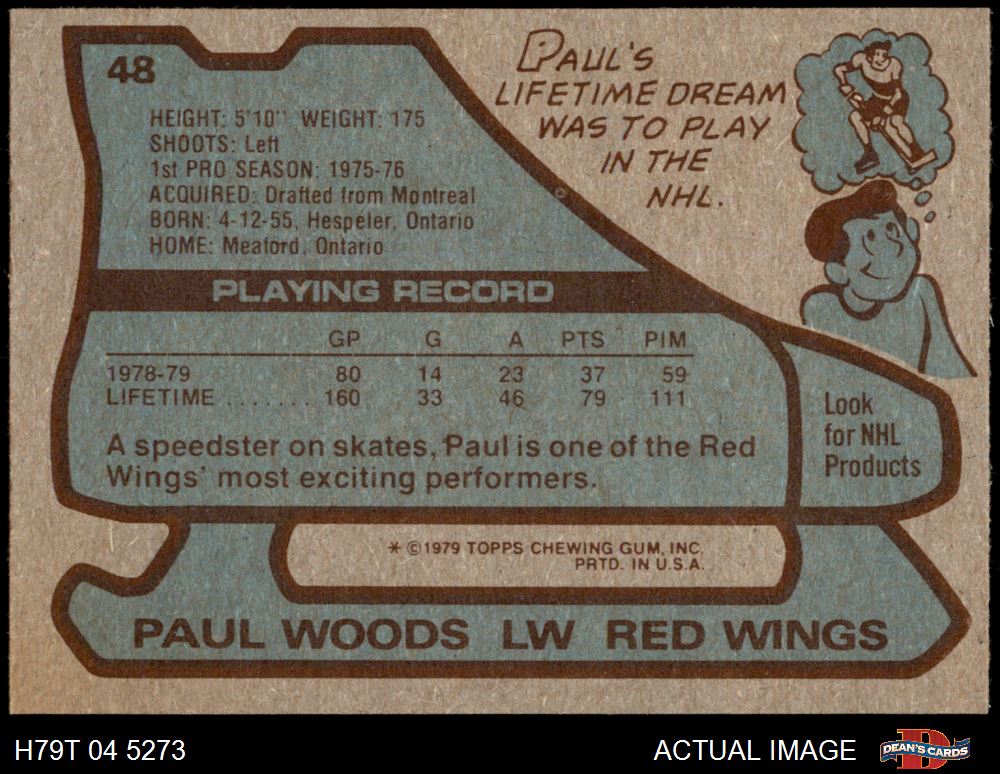 48
HEIGHT: 5'10" WEIGHT: 175
SHOOTS: Left
1st PRO SEASON: 1975-76
ACQUIRED: Drafted from Montreal
BORN: 4-12-55, Hespeler, Ontario
HOME: Meaford, Ontario
PAUL'S
LIFETIME DREAM
WAS TO PLAY
IN THE
NHL.
PLAYING RECORD
GP G A PTS PIM
1978-79 80 14 23 37 59
LIFETIME ....... 160 33 46 79 111
A speedster on skates, Paul is one of the Red
Wings' most exciting performers.
Look
for NHL
Products
* ©1979 TOPPS CHEWING GUM, INC.
PRTD. IN U.S.A.
PAUL WOODS LW RED WINGS
H79T 04 5273 ACTUAL IMAGE DEAN'S CARDS